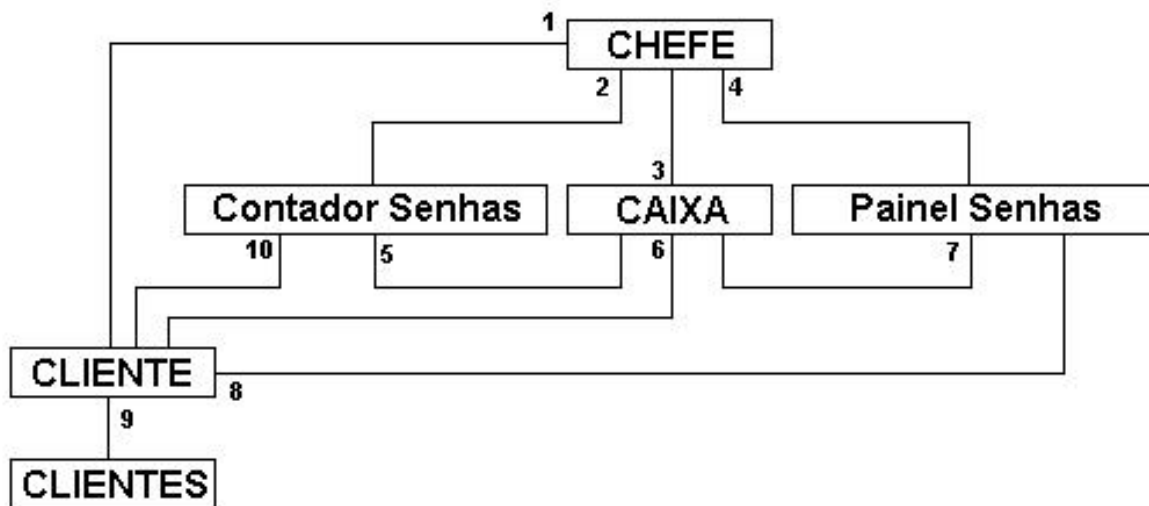 1
CHEFE
2
4
3
Contador Senhas
CAIXA
Painel Senhas
10
5
6
7
CLIENTE
8
9
CLIENTES